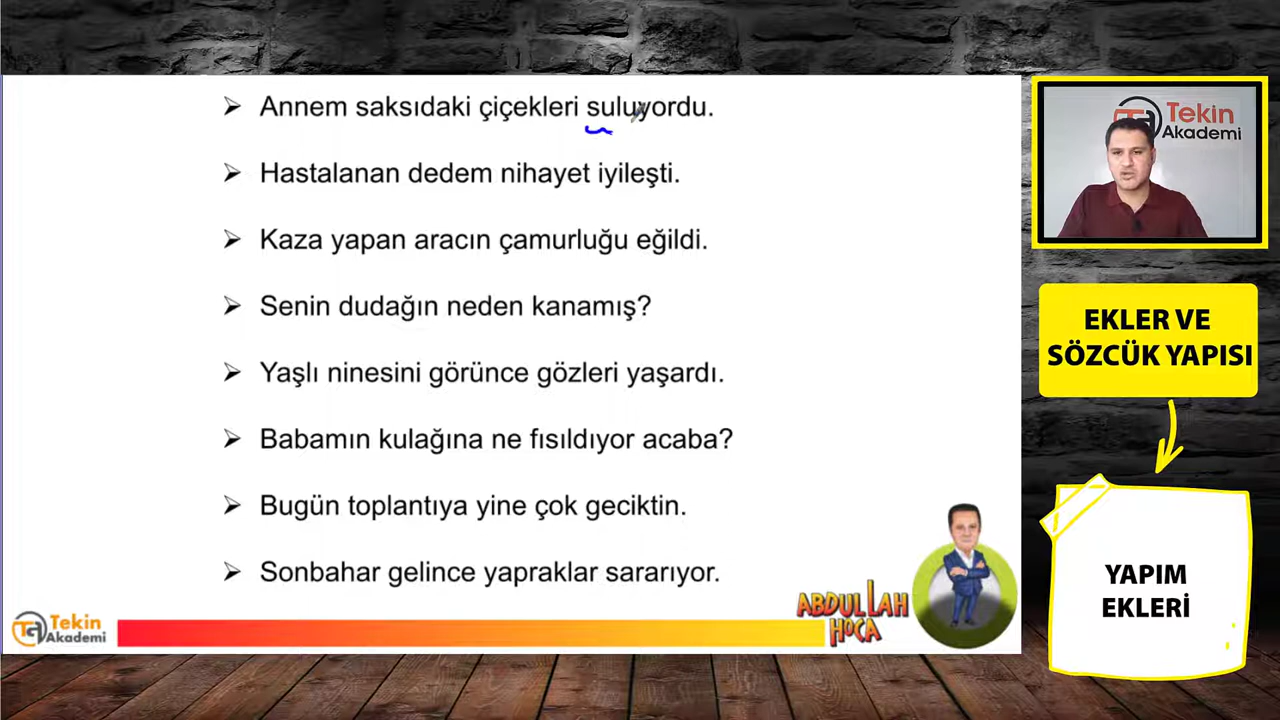 Annem saksıdaki çiçekleri suluyordu.
Hastalanan dedem nihayet iyileşti.
Kaza yapan aracın çamurluğu eğildi.
Senin dudağın neden kanamış?
Yaşlı ninesini görünce gözleri yaşardı.
Babamın kulağına ne fısıldıyor acaba?
Bugün toplantıya yine çok geciktin.
Sonbahar gelince yapraklar sararıyor.
Tekin
Akademi
ABDULLAH
HOCA
Tekin
Akademi
EKLER VE
SÖZCÜK YAPISI
YAPIM
EKLERİ